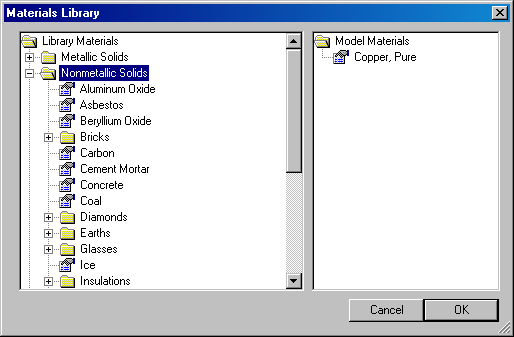 Materials Library
Library Materials
Metallic Solids
Nonmetallic Solids
Aluminum Oxide
Asbestos
Beryllium Oxide
Bricks
Carbon
Cement Mortar
Concrete
Coal
Diamonds
Earths
Glasses
Ice
Insulations
Model Materials
Copper, Pure
Cancel
OK